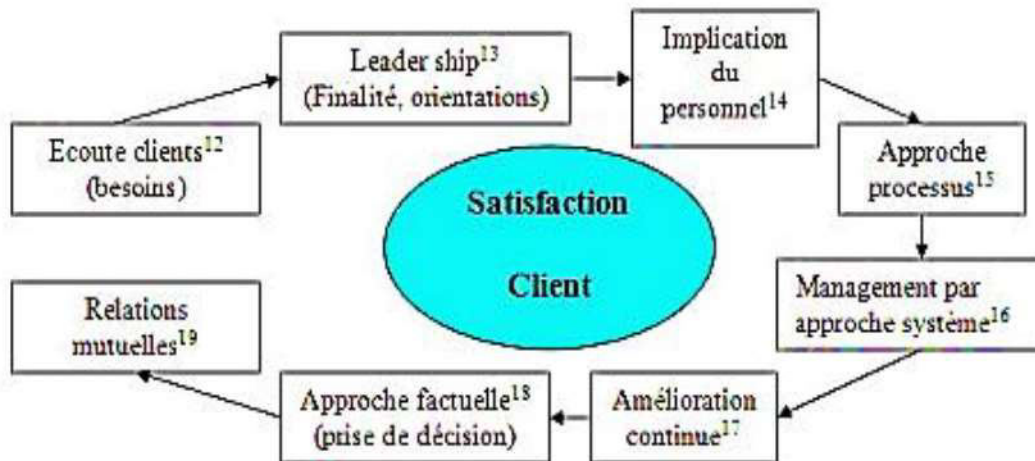 Ecoute clients¹²
(besoins)
Leader ship¹³
(Finalité, orientations)
Implication
du
personnel¹⁴
Approche
processus¹⁵
Management par
approche système¹⁶
Amélioration
continue¹⁷
Approche factuelle¹⁸
(prise de décision)
Relations
mutuelles¹⁹
Satisfaction
Client